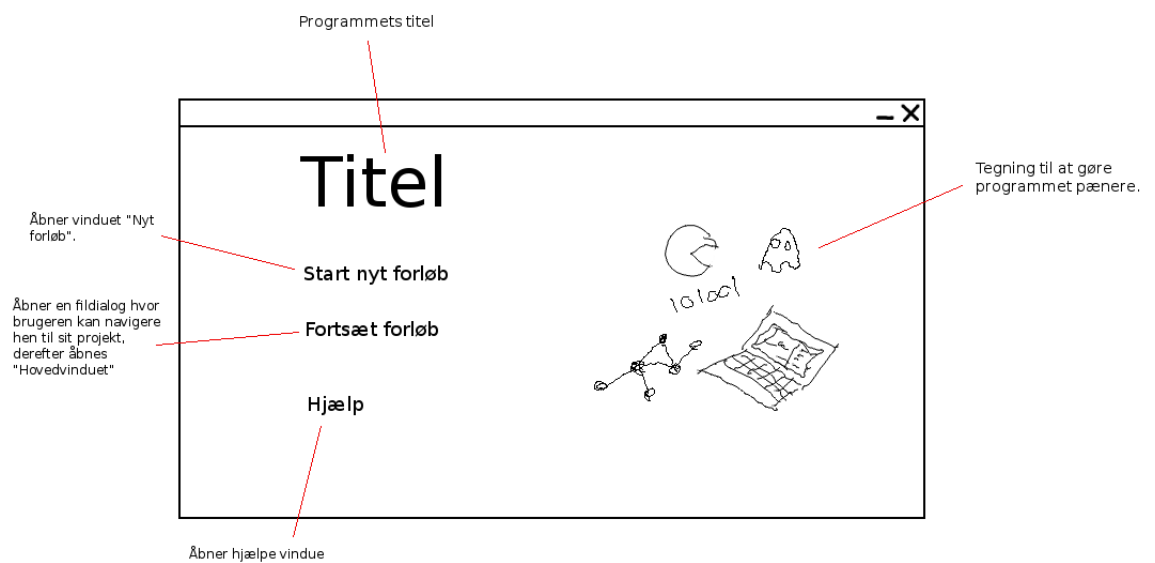 Programmets titel
Titel
Tegning til at gøre
programmet pænere.
Åbner vinduet "Nyt
forløb".
Start nyt forløb
101001
Åbner en fildialog hvor
brugeren kan navigere
hen til sit projekt,
derefter åbnes
"Hovedvinduet"
Fortsæt forløb
Hjælp
Åbner hjælpe vindue